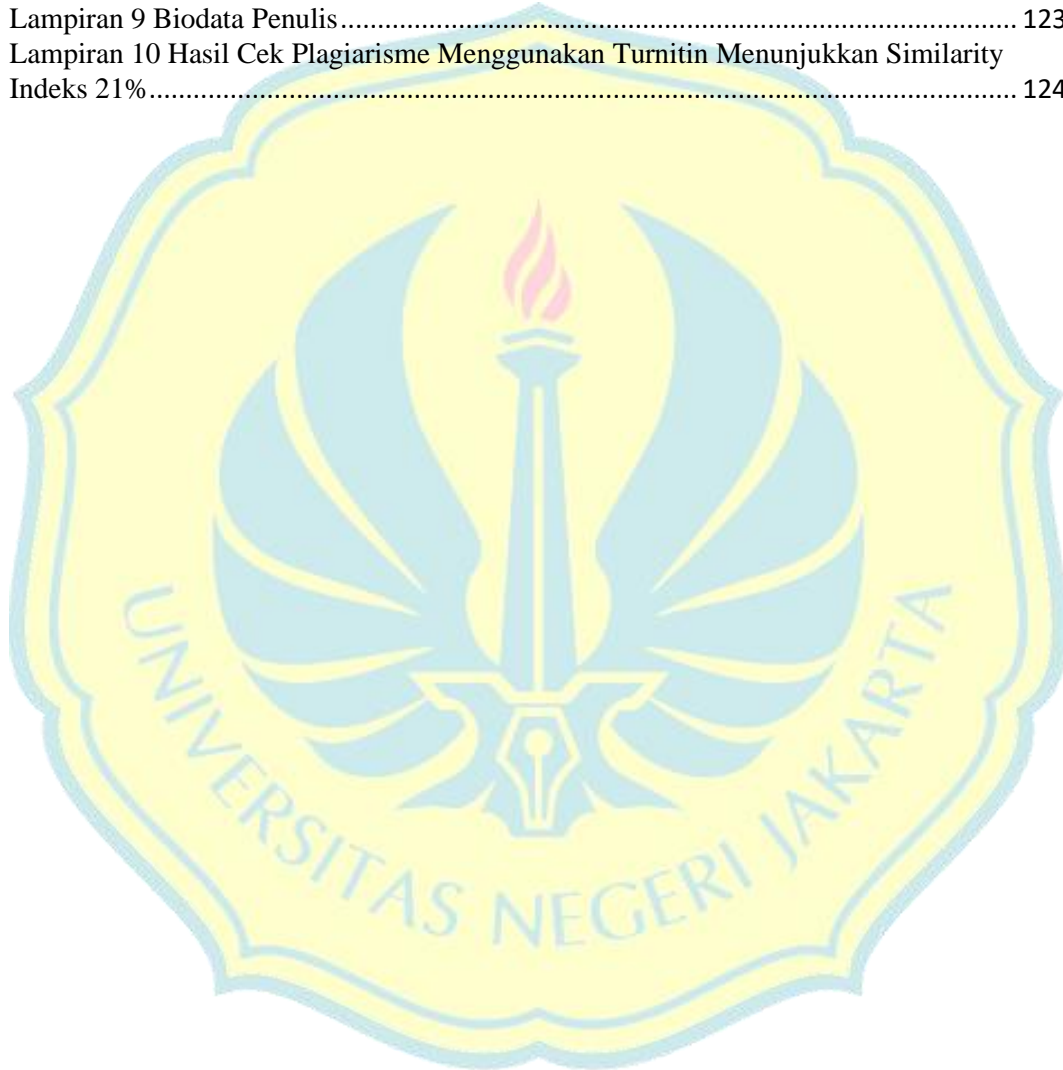 Lampiran 9 Biodata Penulis............................................................................................ 123
Lampiran 10 Hasil Cek Plagiarisme Menggunakan Turnitin Menunjukkan Similarity
Indeks 21%..................................................................................................................... 124
UNIVERSITAS NEGERI JAKARTA